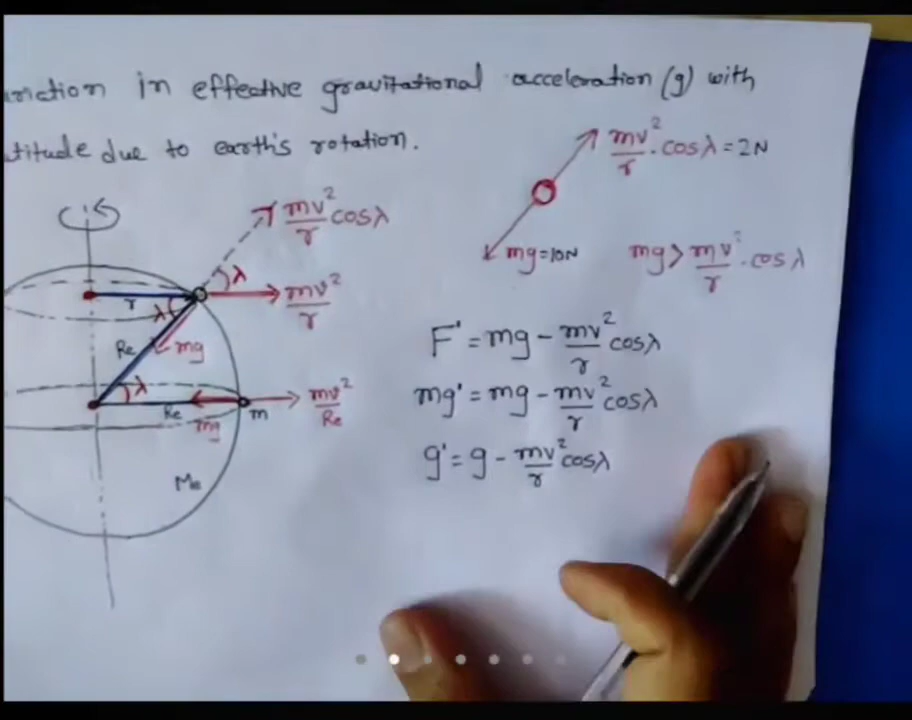 in effective gravitational acceleration (g) with
due to earth's rotation.
mv²/r . cosλ = 2N
mv²/r cosλ
mg = 10N
mg > mv²/r . cosλ
λ
mv²/r
r
λ
Re
mg
F' = mg - mv²/r cosλ
λ
mg' = mg - mv²/r cosλ
Re
mg
m
mv²/Re
g' = g - mv²/r cosλ